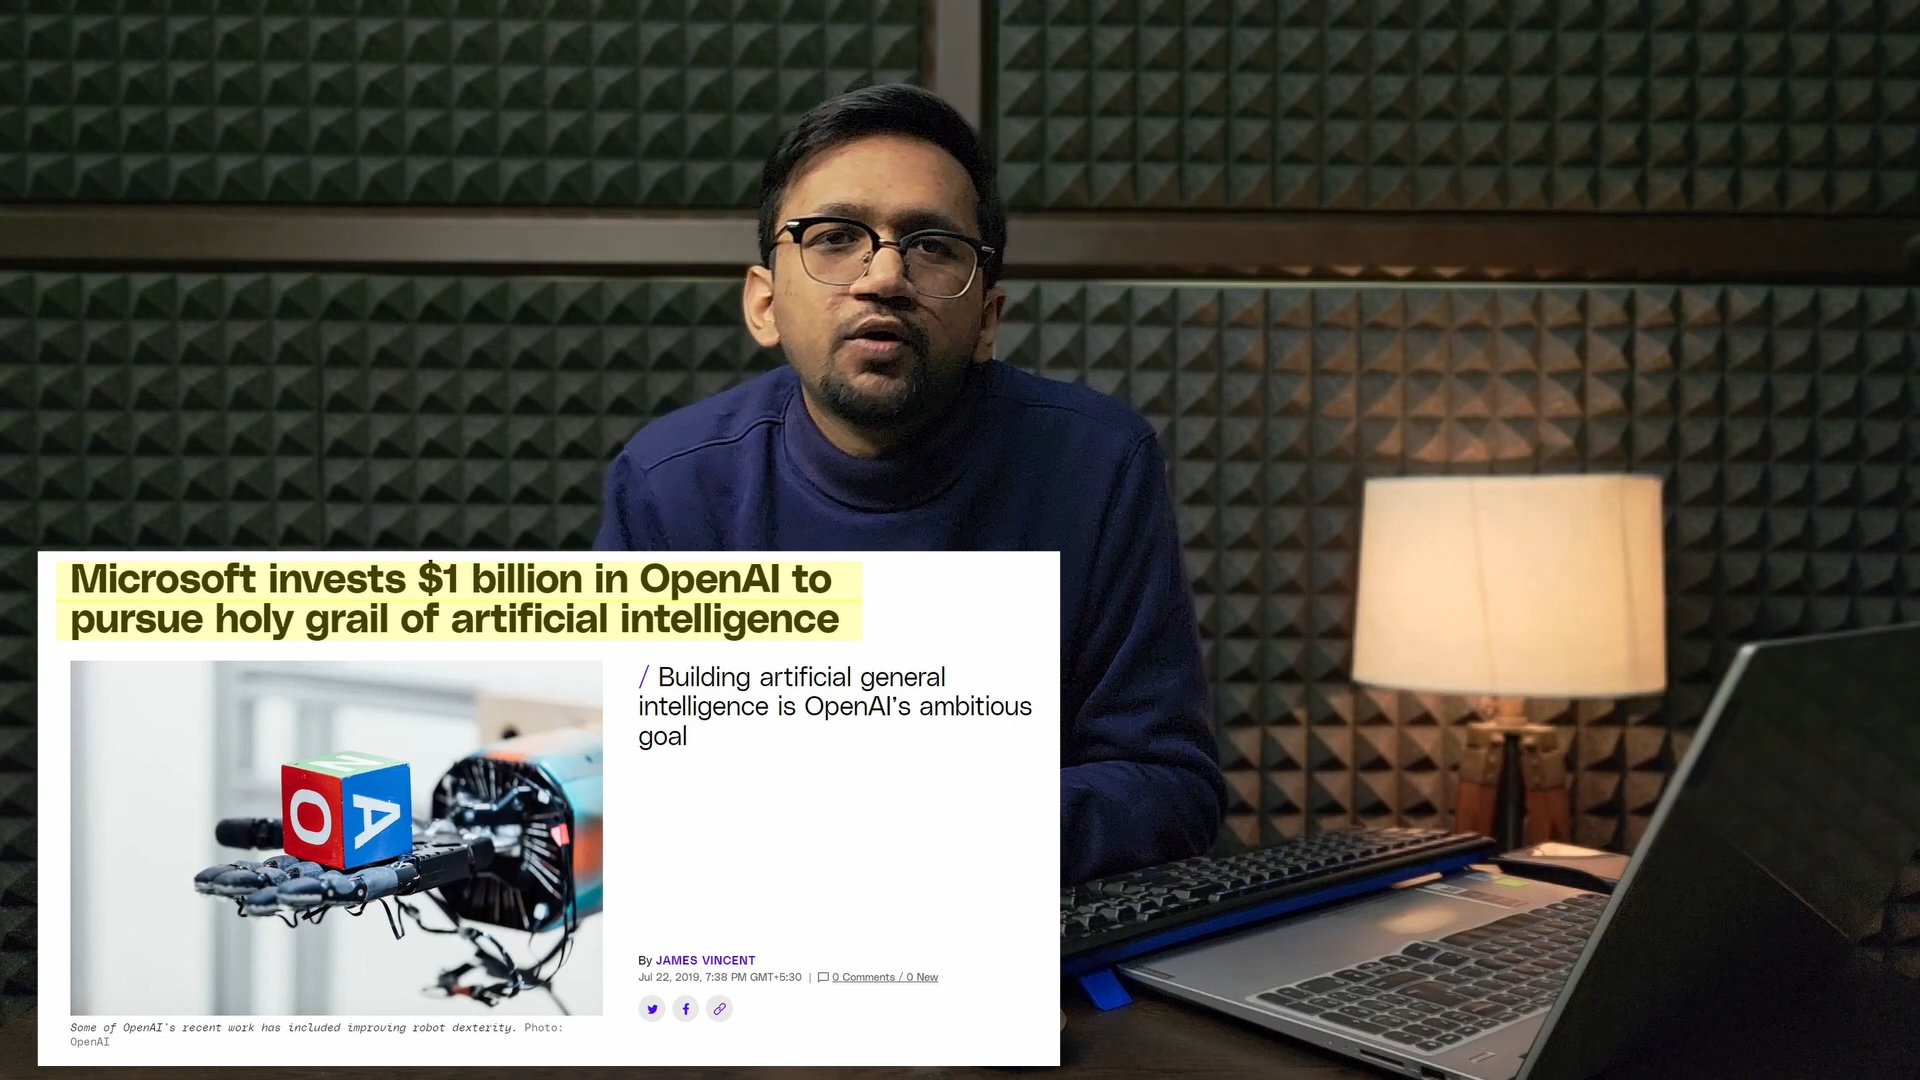 Microsoft invests $1 billion in OpenAI to
pursue holy grail of artificial intelligence
/ Building artificial general
intelligence is OpenAI's ambitious
goal
N
O
A
By JAMES VINCENT
Jul 22, 2019, 7:38 PM GMT+5:30 | 0 Comments / 0 New
Some of OpenAI's recent work has included improving robot dexterity. Photo:
OpenAI